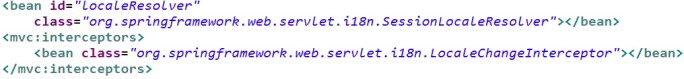 <bean id="localeResolver"
class="org.springframework.web.servlet.i18n.SessionLocaleResolver"></bean>
<mvc:interceptors>
<bean class="org.springframework.web.servlet.i18n.LocaleChangeInterceptor"></bean>
</mvc:interceptors>